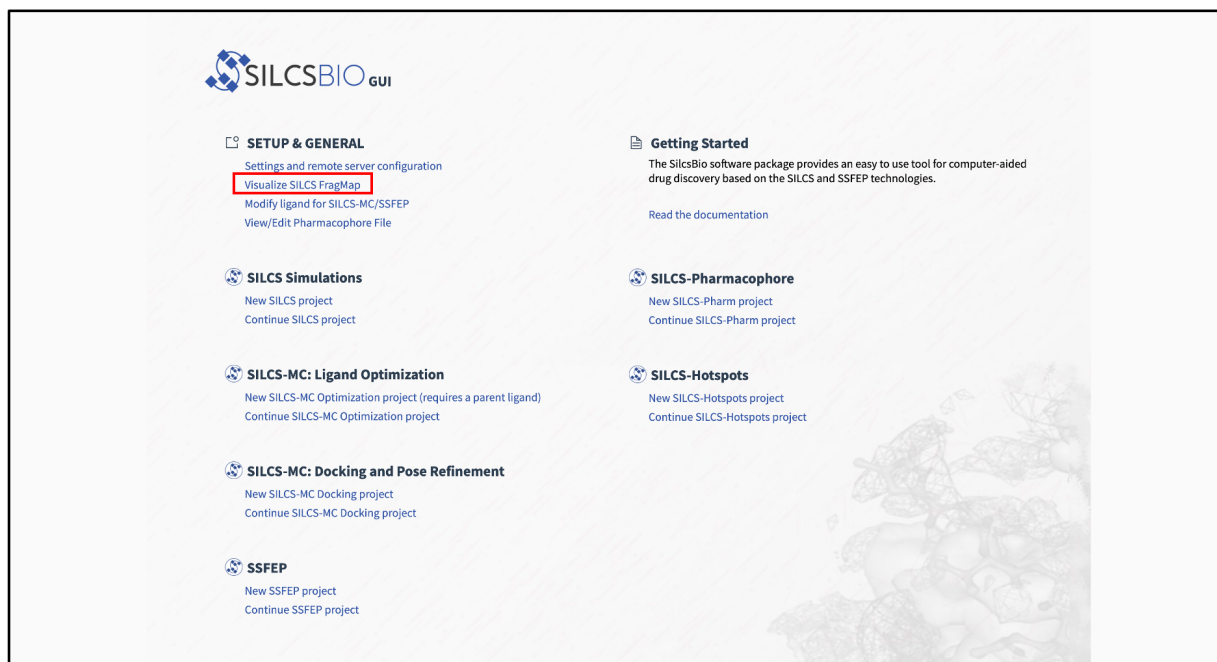 SILCSBIO GUI
SETUP & GENERAL
Settings and remote server configuration
Visualize SILCS FragMap
Modify ligand for SILCS-MC/SSFEP
View/Edit Pharmacophore File
Getting Started
The SilcsBio software package provides an easy to use tool for computer-aided
drug discovery based on the SILCS and SSFEP technologies.
Read the documentation
SILCS Simulations
New SILCS project
Continue SILCS project
SILCS-Pharmacophore
New SILCS-Pharm project
Continue SILCS-Pharm project
SILCS-MC: Ligand Optimization
New SILCS-MC Optimization project (requires a parent ligand)
Continue SILCS-MC Optimization project
SILCS-Hotspots
New SILCS-Hotspots project
Continue SILCS-Hotspots project
SILCS-MC: Docking and Pose Refinement
New SILCS-MC Docking project
Continue SILCS-MC Docking project
SSFEP
New SSFEP project
Continue SSFEP project